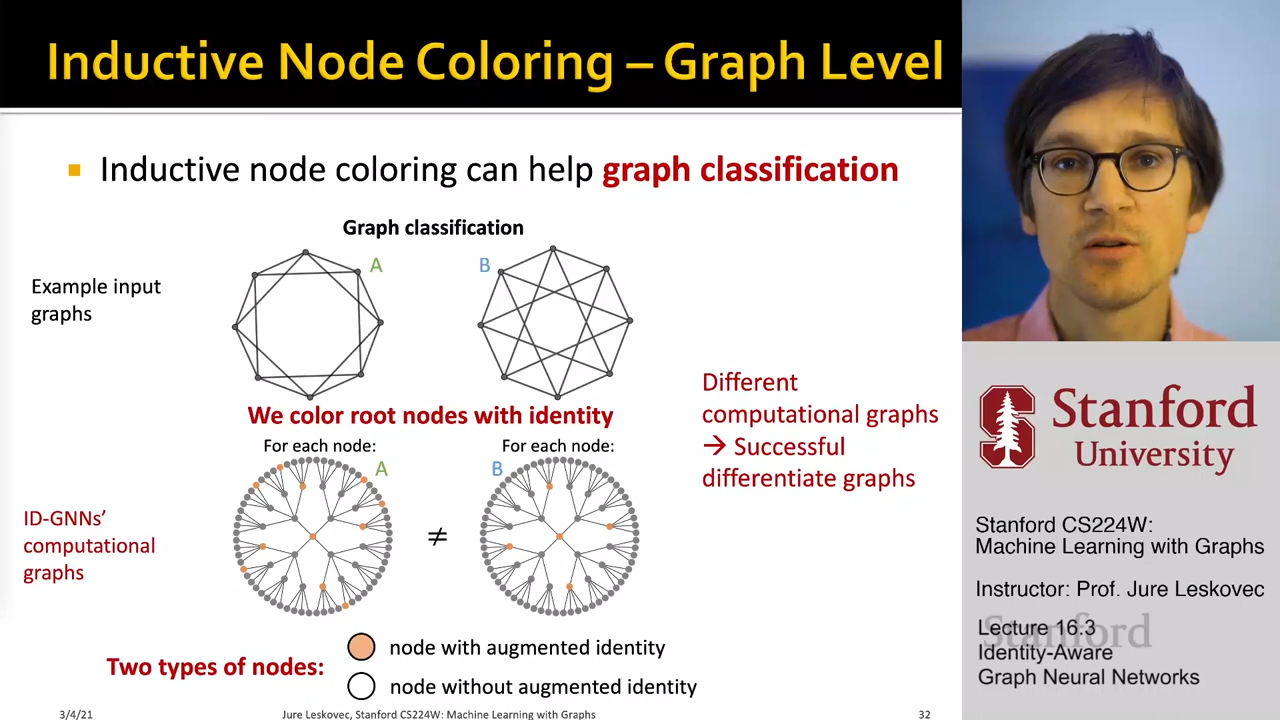 Inductive Node Coloring – Graph Level
Inductive node coloring can help graph classification
Graph classification
Example input
graphs
A
B
We color root nodes with identity
For each node:
For each node:
A
B
ID-GNNs'
computational
graphs
≠
Different
computational graphs
→ Successful
differentiate graphs
Two types of nodes:
node with augmented identity
node without augmented identity
3/4/21
Jure Leskovec, Stanford CS224W: Machine Learning with Graphs
32
Stanford
University
Stanford CS224W:
Machine Learning with Graphs
Instructor: Prof. Jure Leskovec
Stanford
Lecture 16.3
Identity-Aware
Graph Neural Networks